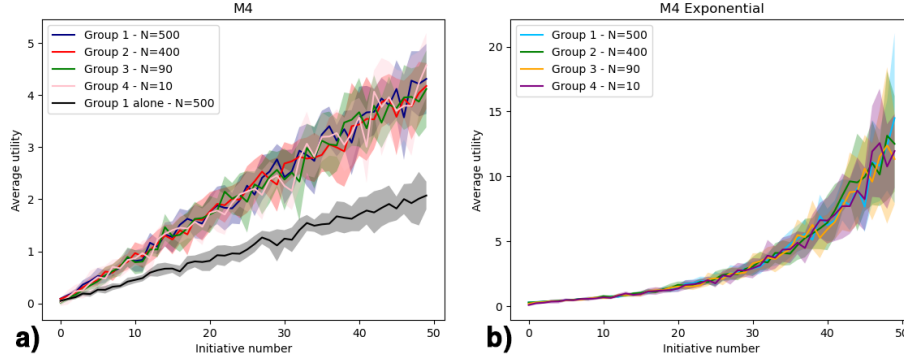 M4
Group 1 - N=500
Group 2 - N=400
Group 3 - N=90
Group 4 - N=10
Group 1 alone - N=500
Average utility
5
4
3
2
1
0
0
10
20
30
40
50
Initiative number
a)
M4 Exponential
Group 1 - N=500
Group 2 - N=400
Group 3 - N=90
Group 4 - N=10
Average utility
20
15
10
5
0
0
10
20
30
40
50
Initiative number
b)